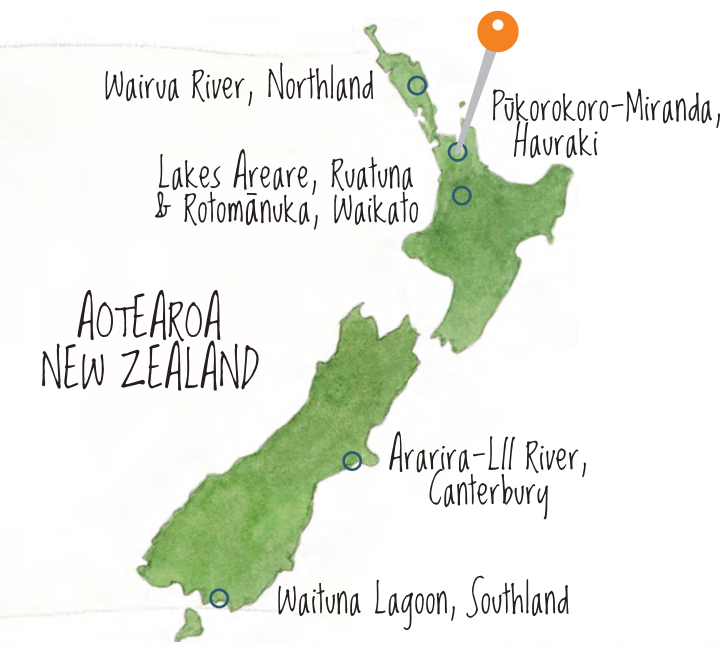 Wairua River, Northland
Pūkorokoro-Miranda,
Hauraki
Lakes Areare, Ruatuna
& Rotomānuka, Waikato
AOTEAROA
NEW ZEALAND
Ararira-LII River,
Canterbury
Waituna Lagoon, Southland